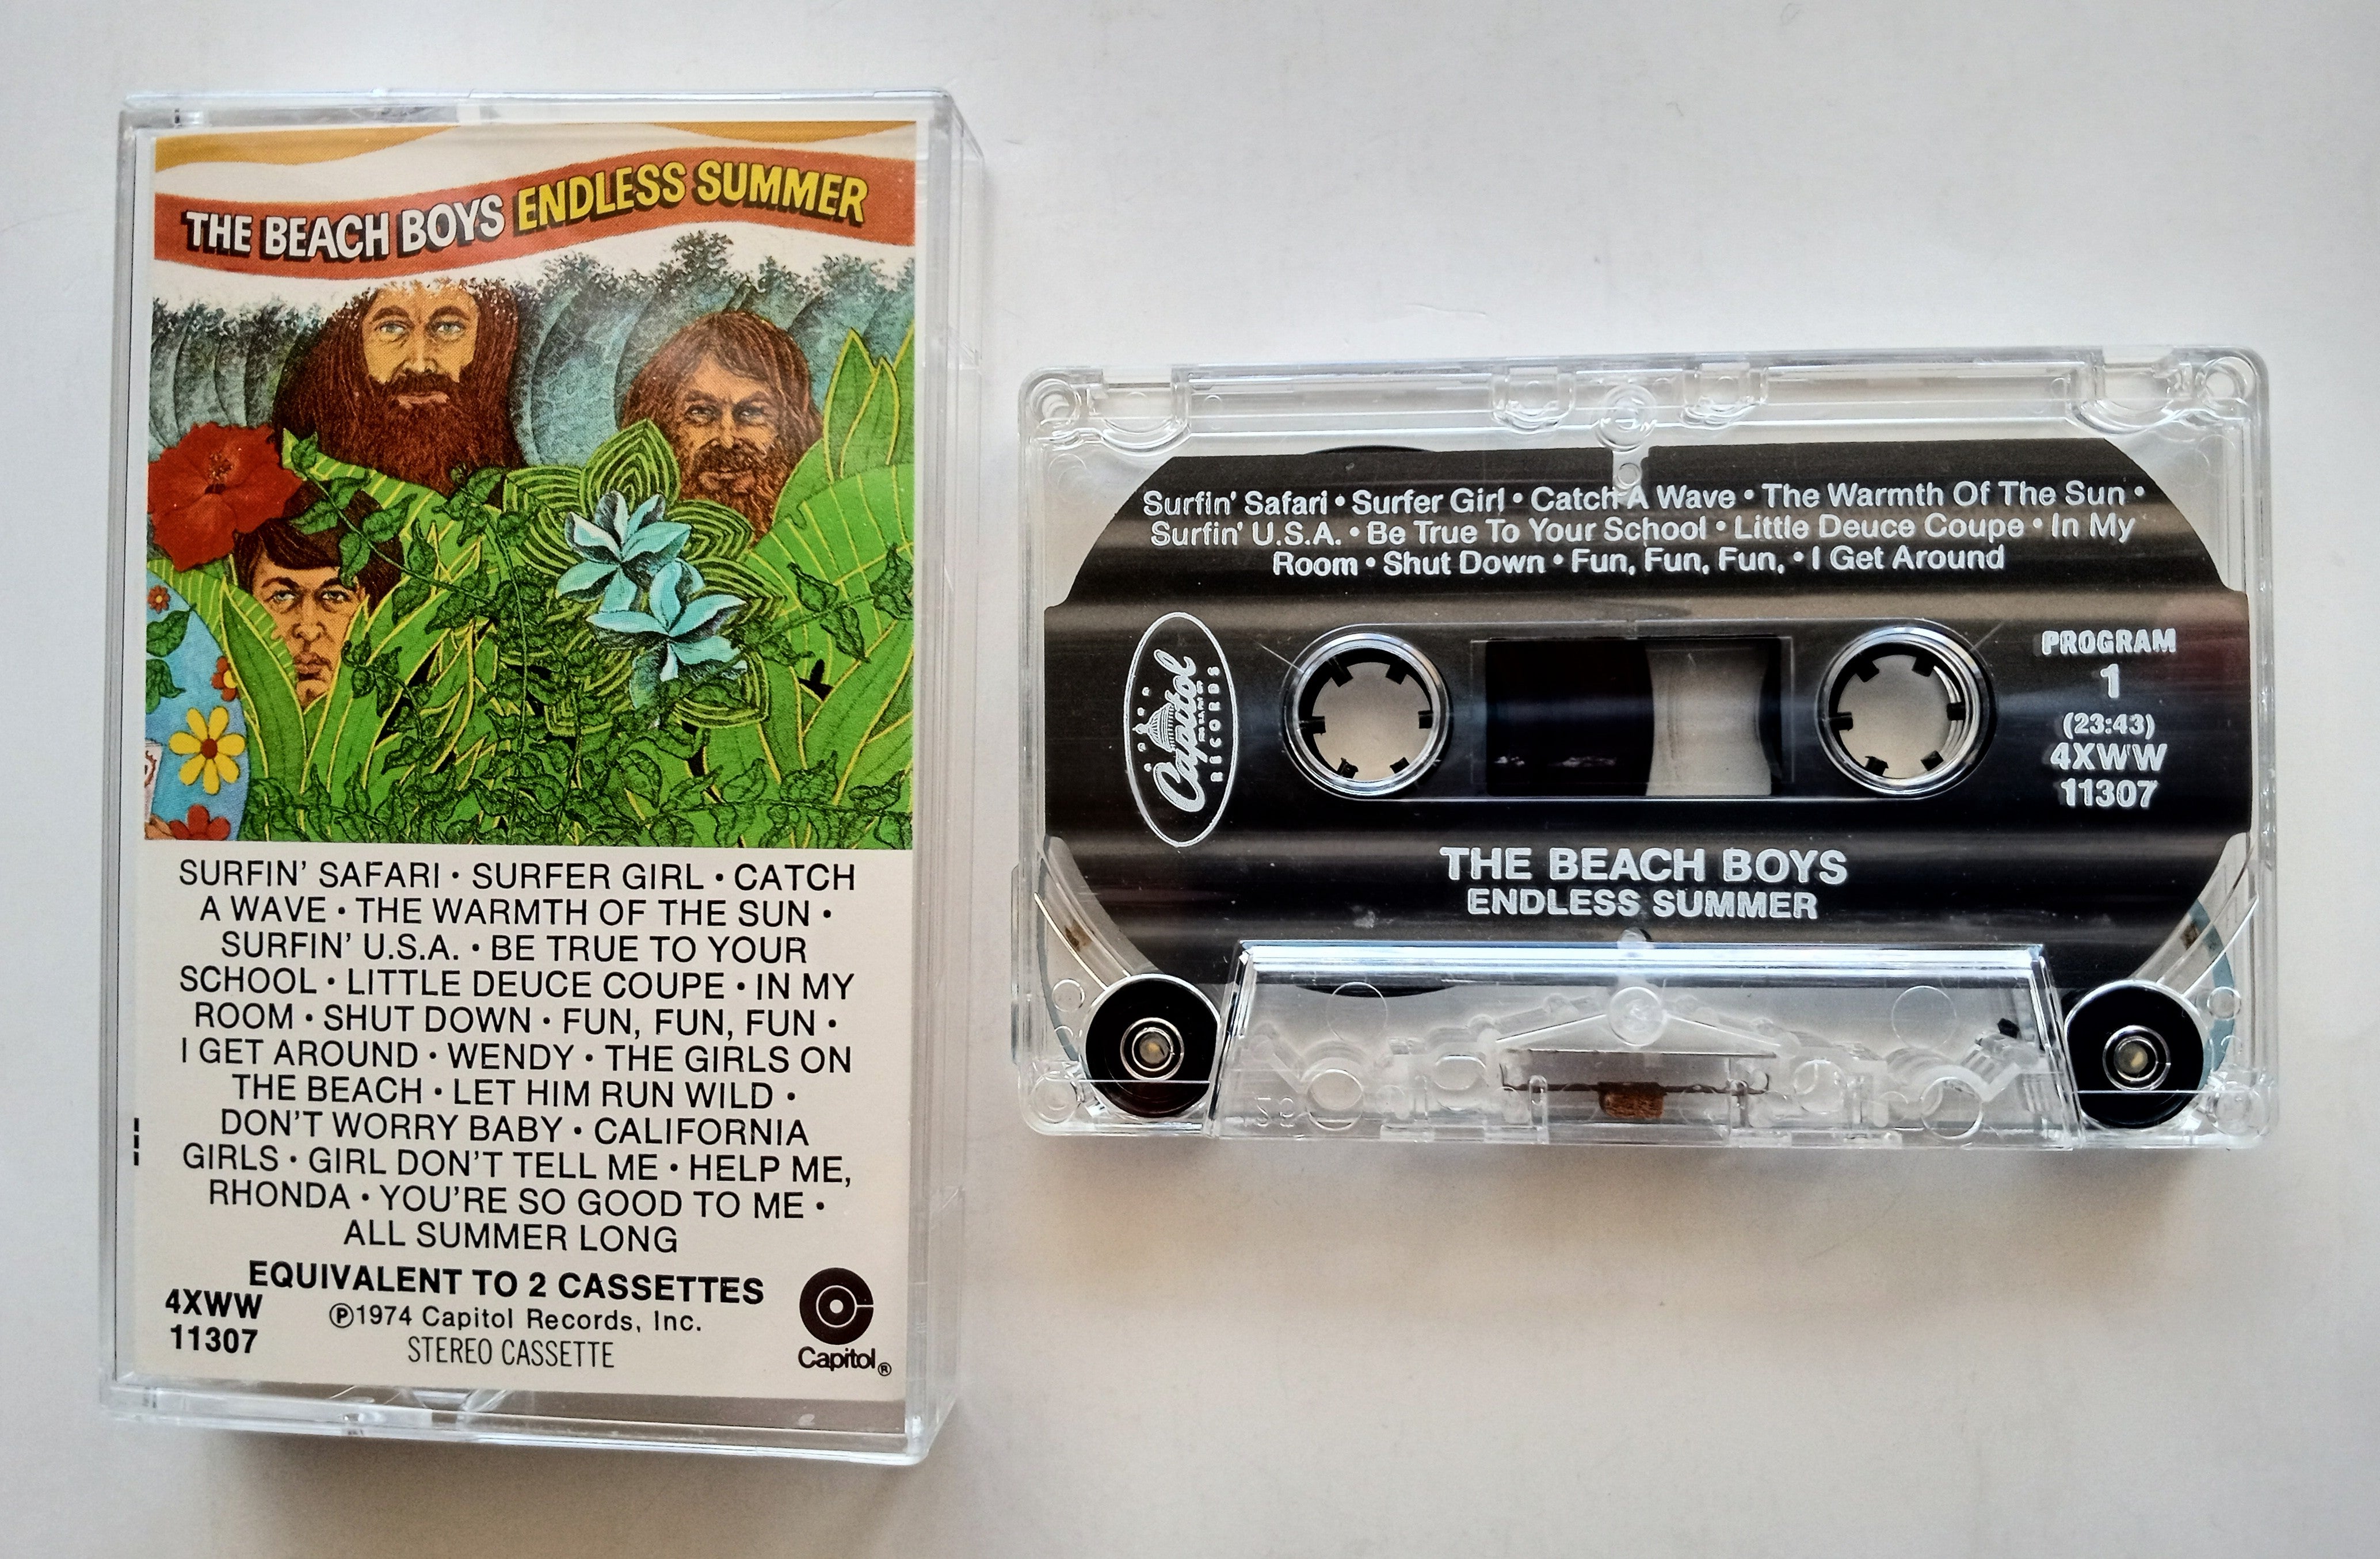 THE BEACH BOYS ENDLESS SUMMER
SURFIN' SAFARI • SURFER GIRL • CATCH
A WAVE • THE WARMTH OF THE SUN •
SURFIN' U.S.A. • BE TRUE TO YOUR
SCHOOL • LITTLE DEUCE COUPE • IN MY
ROOM • SHUT DOWN • FUN, FUN, FUN •
I GET AROUND • WENDY • THE GIRLS ON
THE BEACH • LET HIM RUN WILD •
DON'T WORRY BABY • CALIFORNIA
GIRLS • GIRL DON'T TELL ME • HELP ME,
RHONDA • YOU'RE SO GOOD TO ME •
ALL SUMMER LONG
EQUIVALENT TO 2 CASSETTES
4XWW
11307
℗1974 Capitol Records, Inc.
STEREO CASSETTE
Capitol®
Surfin' Safari • Surfer Girl • Catch A Wave • The Warmth Of The Sun •
Surfin' U.S.A. • Be True To Your School • Little Deuce Coupe • In My
Room • Shut Down • Fun, Fun, Fun, • I Get Around
Capitol
RECORDS
PROGRAM
1
(23:43)
4XWW
11307
THE BEACH BOYS
ENDLESS SUMMER